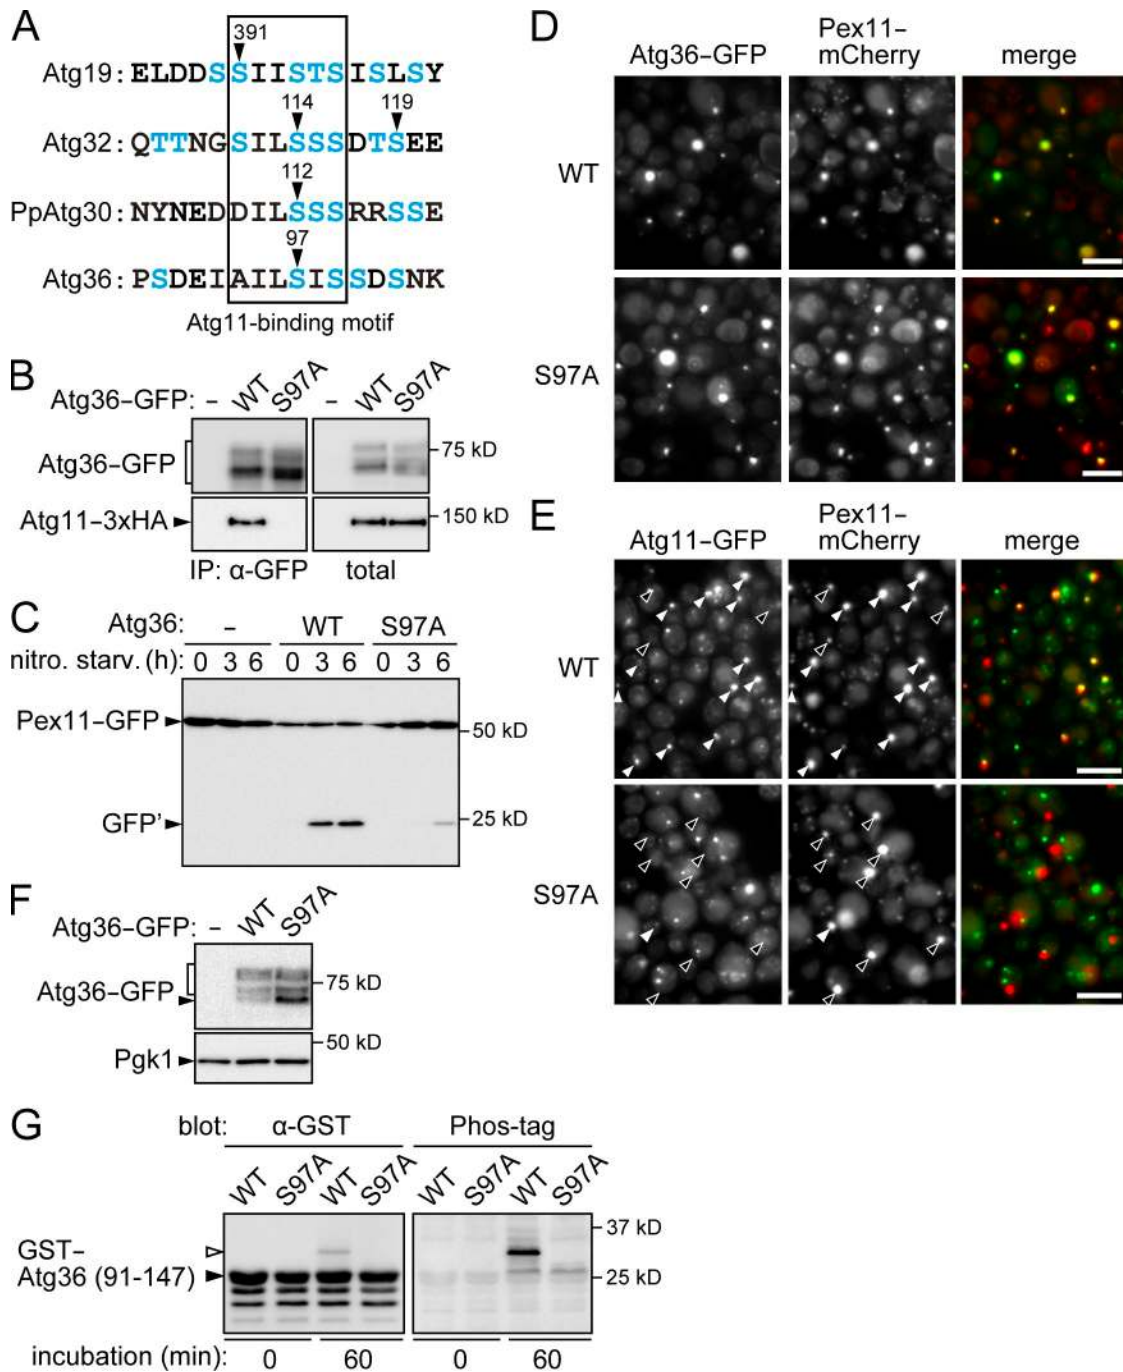 A
391
Atg19: ELDDSSIISTSISLSY
114 119
Atg32: QTTNGSILSSSDTSEE
112
PpAtg30: NYNEDDILSSSRRSSE
97
Atg36: PSDEIAILSISSDSNK
Atg11-binding motif
B
Atg36–GFP: – WT S97A – WT S97A
Atg36–GFP
75 kD
Atg11–3xHA
150 kD
IP: α-GFP total
C
Atg36: – WT S97A
nitro. starv. (h): 0 3 6 0 3 6 0 3 6
Pex11–GFP
50 kD
GFP'
25 kD
D
Atg36–GFP Pex11–mCherry merge
WT
S97A
E
Atg11–GFP Pex11–mCherry merge
WT
S97A
F
Atg36–GFP: – WT S97A
Atg36–GFP
75 kD
50 kD
Pgk1
G
blot: α-GST Phos-tag
WT S97A WT S97A WT S97A WT S97A
37 kD
GST–
Atg36 (91-147)
25 kD
incubation (min): 0 60 0 60